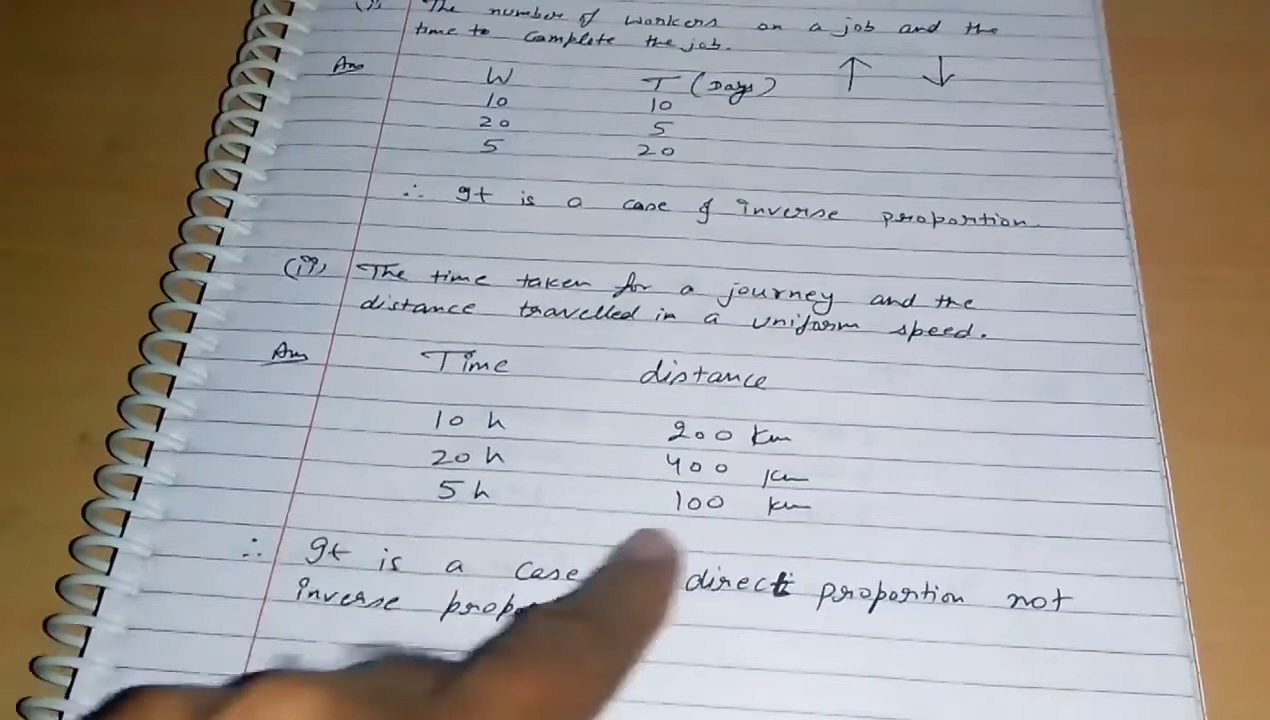 (i) The number of workers on a job and the
time to complete the job.
Ans
W T (Days) ↑ ↓
10 10
20 5
5 20
∴ It is a case of inverse proportion
(ii) The time taken for a journey and the
distance travelled in a uniform speed.
Ans Time distance
10 h 200 km
20 h 400 km
5 h 100 km
∴ It is a case direct proportion not
inverse